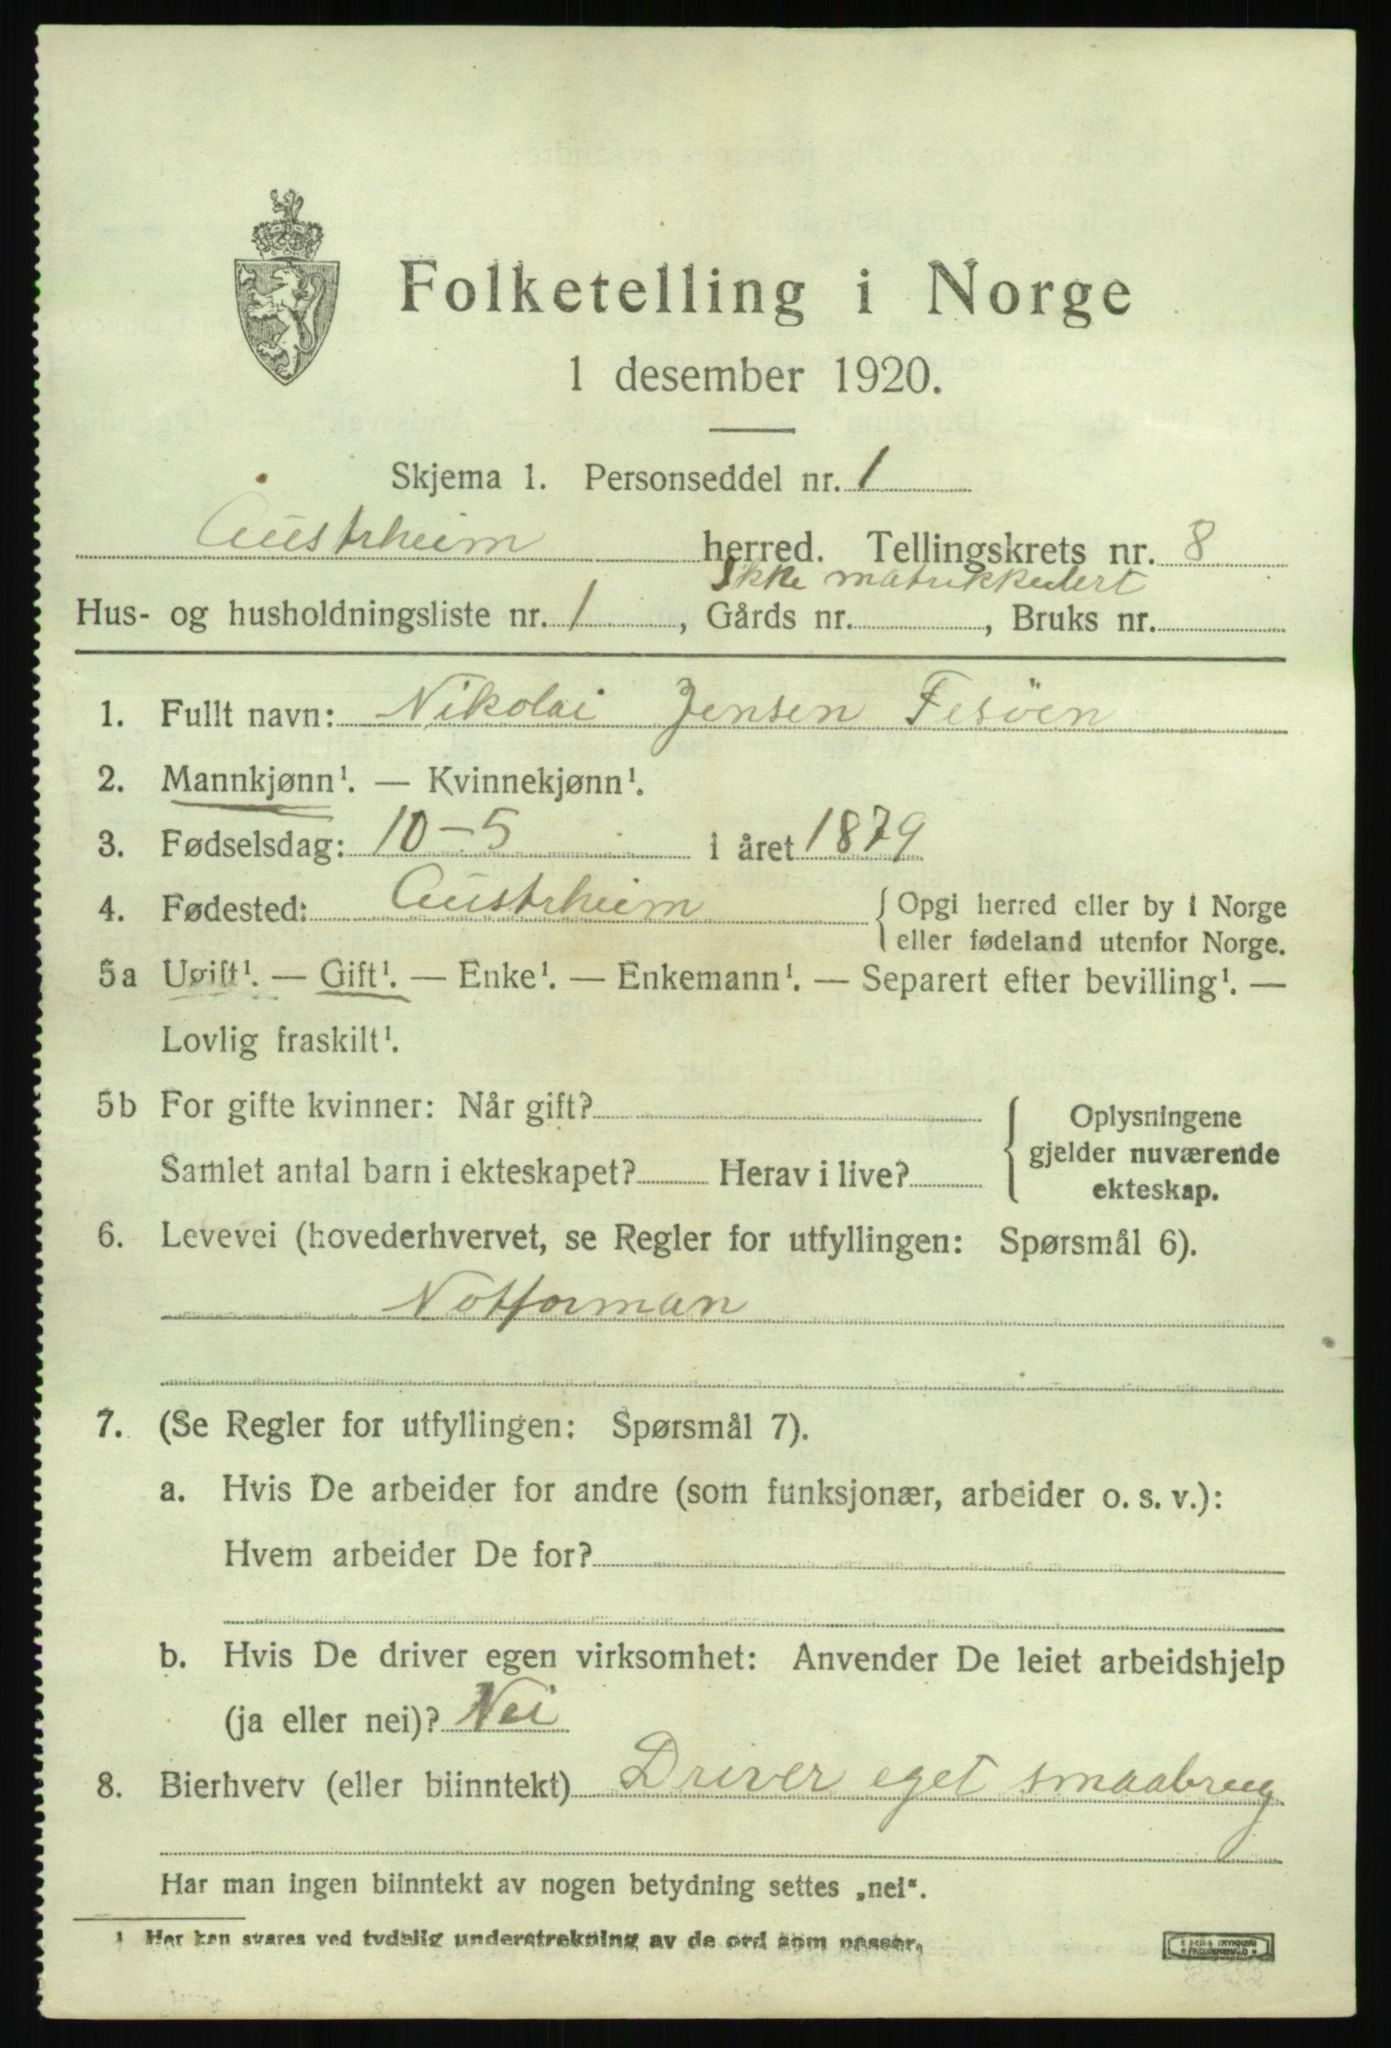 Folketelling i Norge
1 desember 1920.
Skjema 1. Personseddel nr. 1
Austrheim herred. Tellingskrets nr. 8
Ikke matrikkulert
Hus- og husholdningsliste nr. 1, Gårds nr. , Bruks nr.
1. Fullt navn: Nikolai Jensen Fesöen
2. Mannkjønn¹. — Kvinnekjønn¹.
3. Fødselsdag: 10-5 i året 1879
4. Fødested: Austrheim { Opgi herred eller by i Norge
eller fødeland utenfor Norge.
5a Ugift¹. — Gift¹. — Enke¹. — Enkemann¹. — Separert efter bevilling¹. —
Lovlig fraskilt¹.
5b For gifte kvinner: Når gift? { Oplysningene
gjelder nuværende
Samlet antal barn i ekteskapet? Herav i live?
ekteskap.
6. Levevei (hovederhvervet, se Regler for utfyllingen: Spørsmål 6).
Notforman
7. (Se Regler for utfyllingen: Spørsmål 7).
a. Hvis De arbeider for andre (som funksjonær, arbeider o. s. v.):
Hvem arbeider De for?
b. Hvis De driver egen virksomhet: Anvender De leiet arbeidshjelp
(ja eller nei)? Nei
8. Bierhverv (eller biinntekt) Driver eget smaabrug
Har man ingen biinntekt av nogen betydning settes „nei“.
¹ Her kan svares ved tydelig understrekning av de ord som passer.